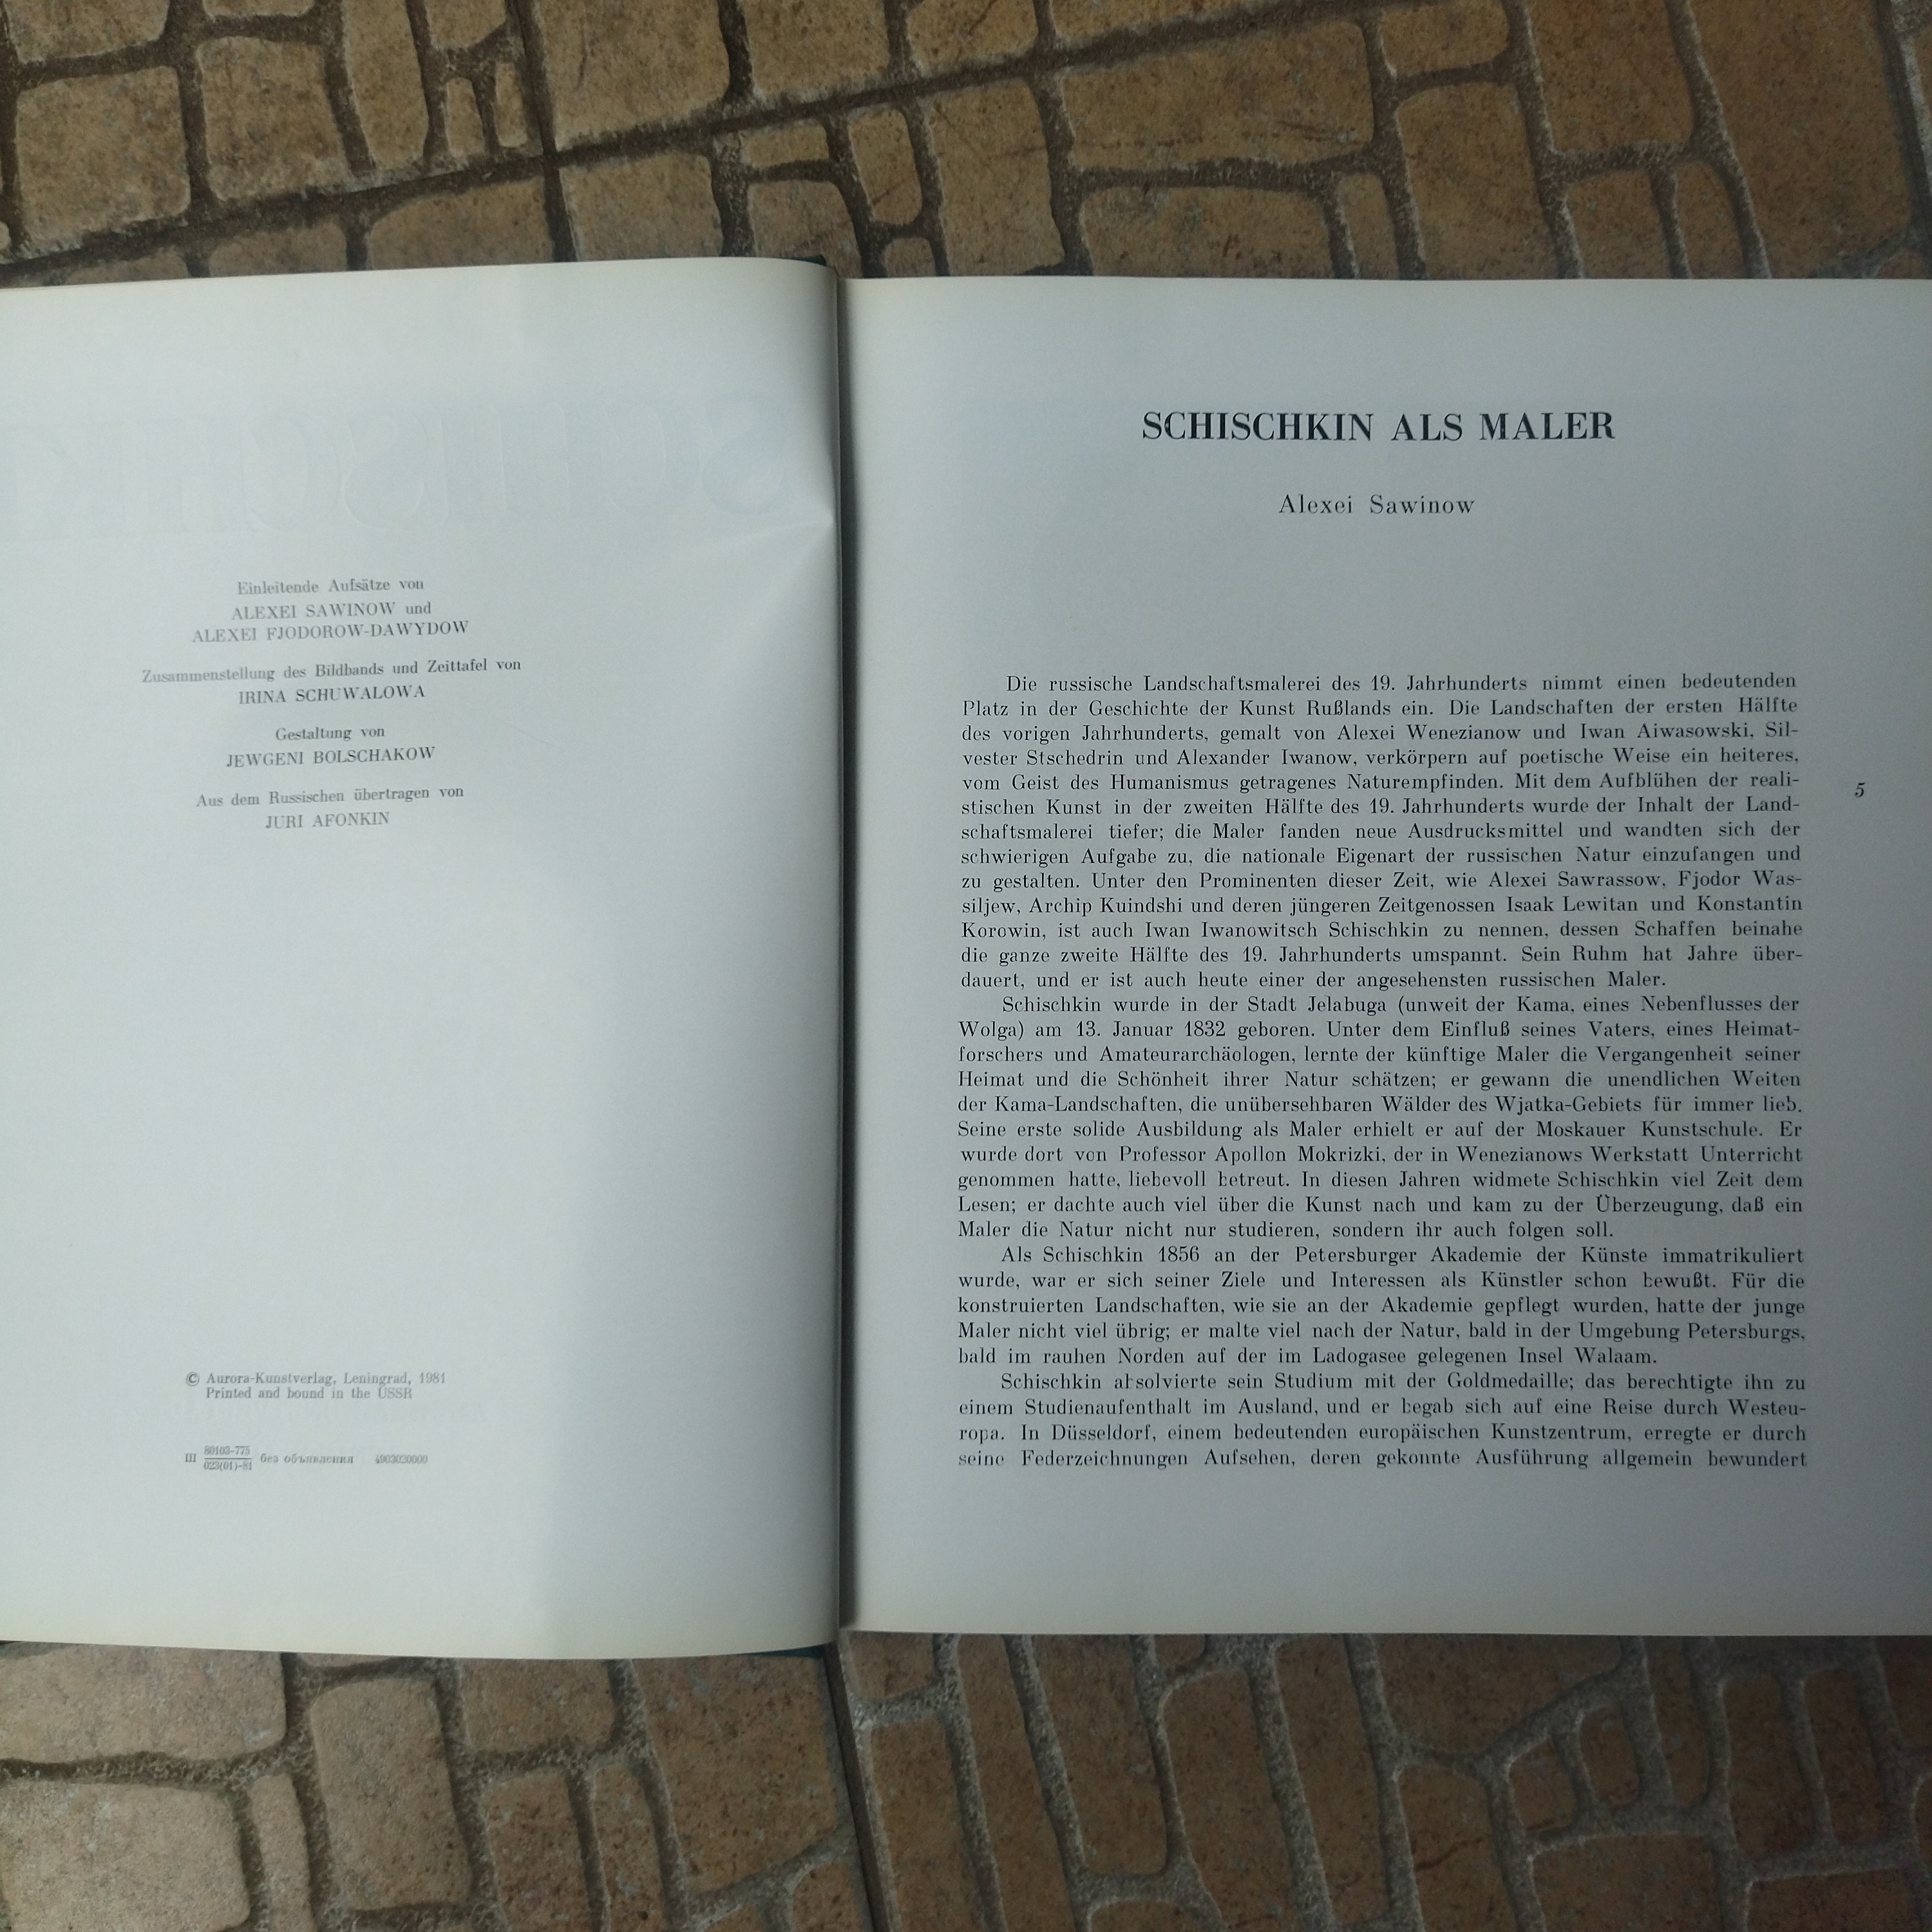 Einleitende Aufsätze von
ALEXEI SAWINOW und
ALEXEI FJODOROW-DAWYDOW
Zusammenstellung des Bildbands und Zeittafel von
IRINA SCHUWALOWA
Gestaltung von
JEWGENI BOLSCHAKOW
Aus dem Russischen übertragen von
JURI AFONKIN
© Aurora-Kunstverlag, Leningrad, 1981
Printed and bound in the USSR
Ш 80103-775
023(01)-81 без объявления 4903020000
SCHISCHKIN ALS MALER
Alexei Sawinow
Die russische Landschaftsmalerei des 19. Jahrhunderts nimmt einen bedeutenden
Platz in der Geschichte der Kunst Rußlands ein. Die Landschaften der ersten Hälfte
des vorigen Jahrhunderts, gemalt von Alexei Wenezianow und Iwan Aiwasowski, Sil-
vester Stschedrin und Alexander Iwanow, verkörpern auf poetische Weise ein heiteres,
vom Geist des Humanismus getragenes Naturempfinden. Mit dem Aufblühen der reali-
stischen Kunst in der zweiten Hälfte des 19. Jahrhunderts wurde der Inhalt der Land-
schaftsmalerei tiefer; die Maler fanden neue Ausdrucksmittel und wandten sich der
schwierigen Aufgabe zu, die nationale Eigenart der russischen Natur einzufangen und
zu gestalten. Unter den Prominenten dieser Zeit, wie Alexei Sawrassow, Fjodor Was-
siljew, Archip Kuindshi und deren jüngeren Zeitgenossen Isaak Lewitan und Konstantin
Korowin, ist auch Iwan Iwanowitsch Schischkin zu nennen, dessen Schaffen beinahe
die ganze zweite Hälfte des 19. Jahrhunderts umspannt. Sein Ruhm hat Jahre über-
dauert, und er ist auch heute einer der angesehensten russischen Maler.
Schischkin wurde in der Stadt Jelabuga (unweit der Kama, eines Nebenflusses der
Wolga) am 13. Januar 1832 geboren. Unter dem Einfluß seines Vaters, eines Heimat-
forschers und Amateurarchäologen, lernte der künftige Maler die Vergangenheit seiner
Heimat und die Schönheit ihrer Natur schätzen; er gewann die unendlichen Weiten
der Kama-Landschaften, die unübersehbaren Wälder des Wjatka-Gebiets für immer lieb.
Seine erste solide Ausbildung als Maler erhielt er auf der Moskauer Kunstschule. Er
wurde dort von Professor Apollon Mokrizki, der in Wenezianows Werkstatt Unterricht
genommen hatte, liebevoll betreut. In diesen Jahren widmete Schischkin viel Zeit dem
Lesen; er dachte auch viel über die Kunst nach und kam zu der Überzeugung, daß ein
Maler die Natur nicht nur studieren, sondern ihr auch folgen soll.
Als Schischkin 1856 an der Petersburger Akademie der Künste immatrikuliert
wurde, war er sich seiner Ziele und Interessen als Künstler schon bewußt. Für die
konstruierten Landschaften, wie sie an der Akademie gepflegt wurden, hatte der junge
Maler nicht viel übrig; er malte viel nach der Natur, bald in der Umgebung Petersburgs,
bald im rauhen Norden auf der im Ladogasee gelegenen Insel Walaam.
Schischkin absolvierte sein Studium mit der Goldmedaille; das berechtigte ihn zu
einem Studienaufenthalt im Ausland, und er begab sich auf eine Reise durch Westeu-
ropa. In Düsseldorf, einem bedeutenden europäischen Kunstzentrum, erregte er durch
seine Federzeichnungen Aufsehen, deren gekonnte Ausführung allgemein bewundert
5